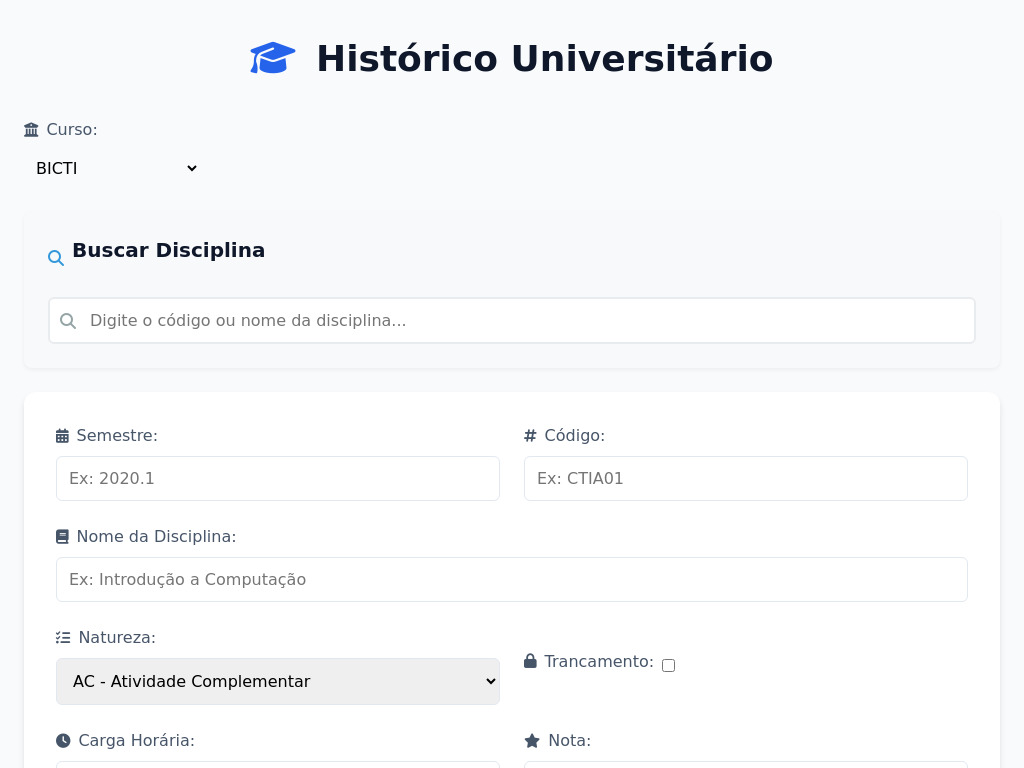 Histórico Universitário
Curso:
BICTI
Buscar Disciplina
Digite o código ou nome da disciplina...
Semestre:
Código:
Ex: 2020.1
Ex: CTIA01
Nome da Disciplina:
Ex: Introdução a Computação
Natureza:
Trancamento:
AC - Atividade Complementar
Carga Horária:
Nota: